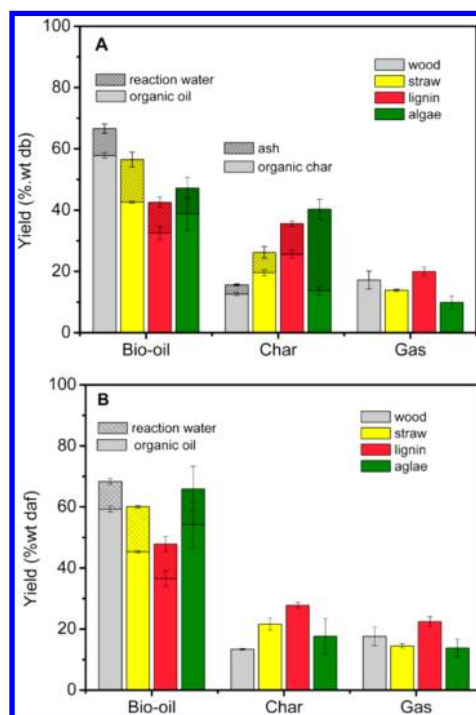 A
100
80
60
40
20
0
Yield (%.wt db)
reaction water
organic oil
ash
organic char
wood
straw
lignin
algae
Bio-oil
Char
Gas
B
100
80
60
40
20
0
Yield (%wt daf)
reaction water
organic oil
wood
straw
lignin
aglae
Bio-oil
Char
Gas